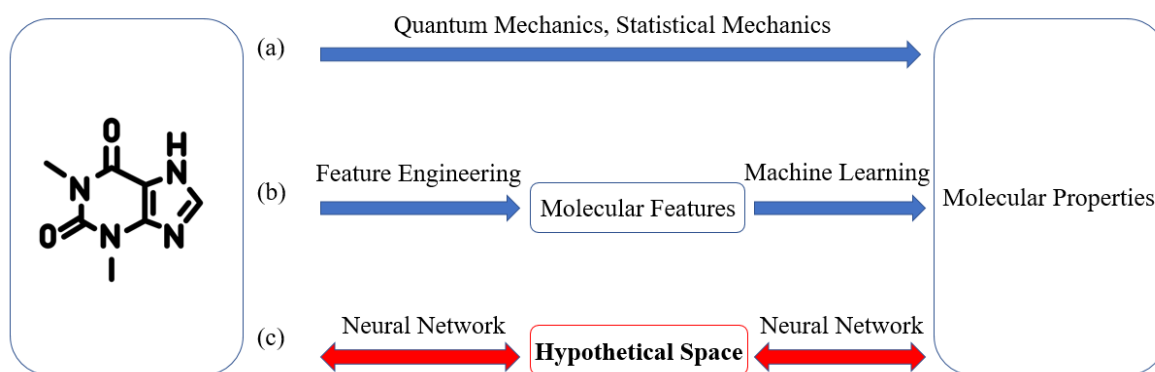 Quantum Mechanics, Statistical Mechanics
(a)
O
H
N
N
O
N
N
Feature Engineering
Machine Learning
(b)
Molecular Features
Molecular Properties
Neural Network
Neural Network
(c)
Hypothetical Space